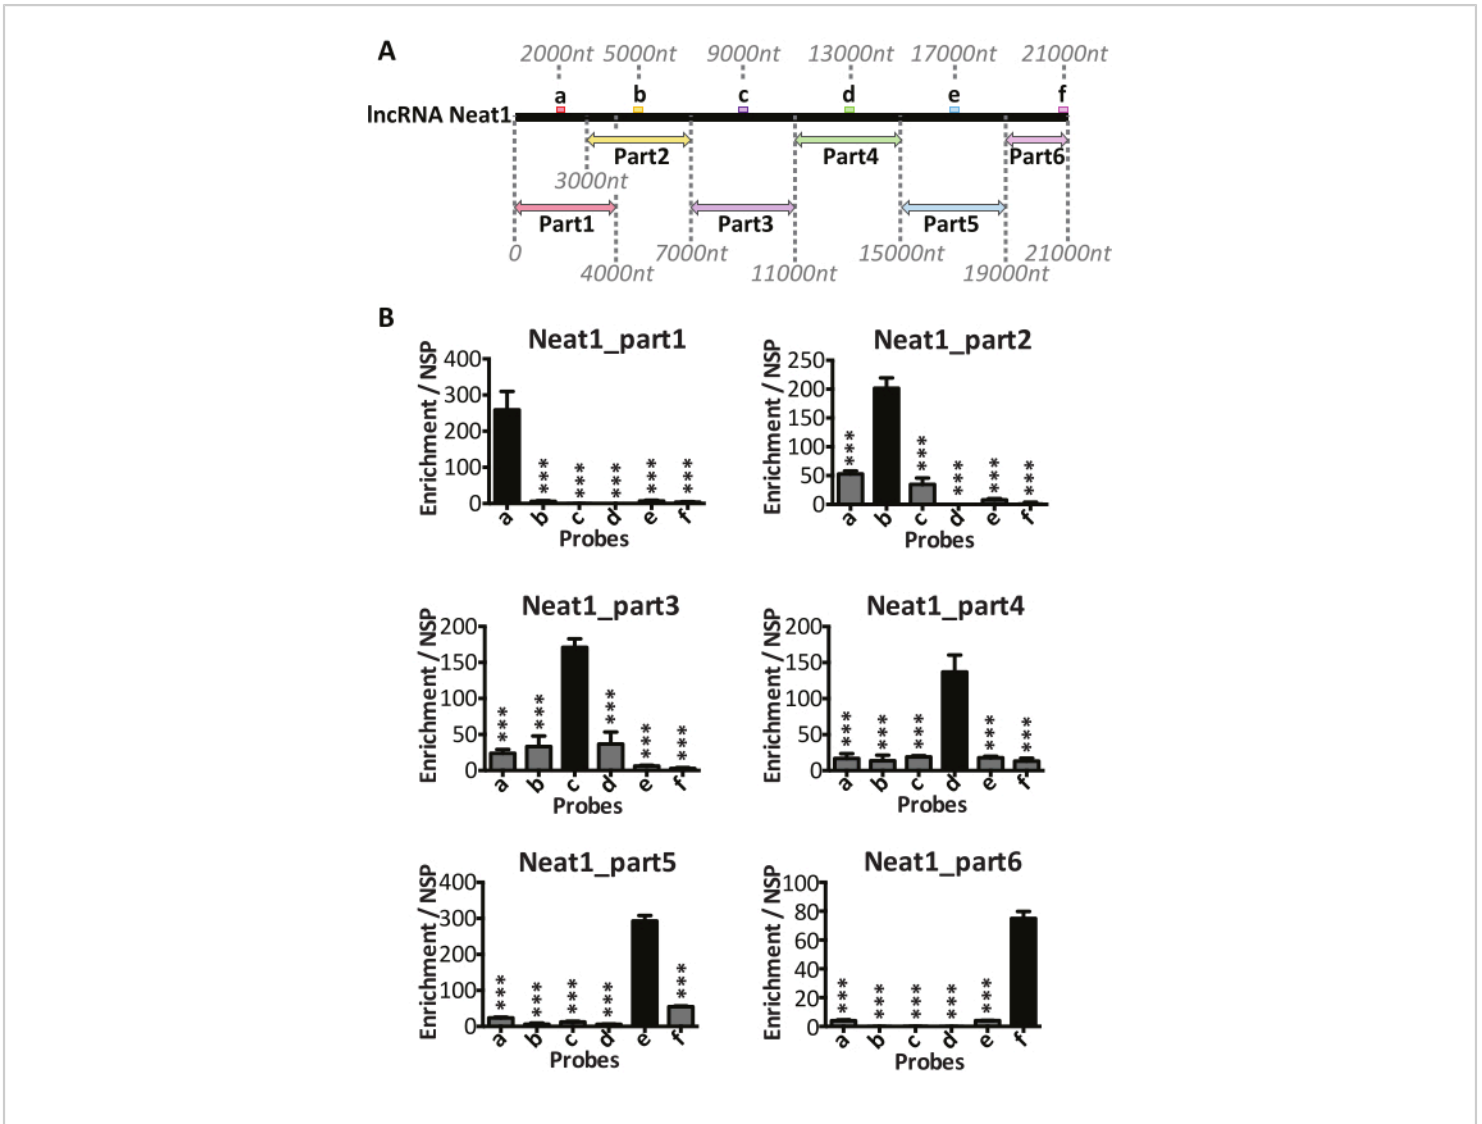 A
2000nt 5000nt 9000nt 13000nt 17000nt 21000nt
a b c d e f
lncRNA Neat1
Part2 Part4 Part6
3000nt
Part1 Part3 Part5
0 7000nt 15000nt 21000nt
4000nt 11000nt 19000nt
B
Neat1_part1
Enrichment / NSP
400
300
200
100
0
*** *** *** *** ***
a b c d e f
Probes
Neat1_part2
Enrichment / NSP
250
200
150
100
50
0
*** *** *** *** ***
a b c d e f
Probes
Neat1_part3
Enrichment / NSP
200
150
100
50
0
*** *** *** *** ***
a b c d e f
Probes
Neat1_part4
Enrichment / NSP
200
150
100
50
0
*** *** *** *** ***
a b c d e f
Probes
Neat1_part5
Enrichment / NSP
400
300
200
100
0
*** *** *** *** ***
a b c d e f
Probes
Neat1_part6
Enrichment / NSP
100
80
60
40
20
0
*** *** *** *** ***
a b c d e f
Probes